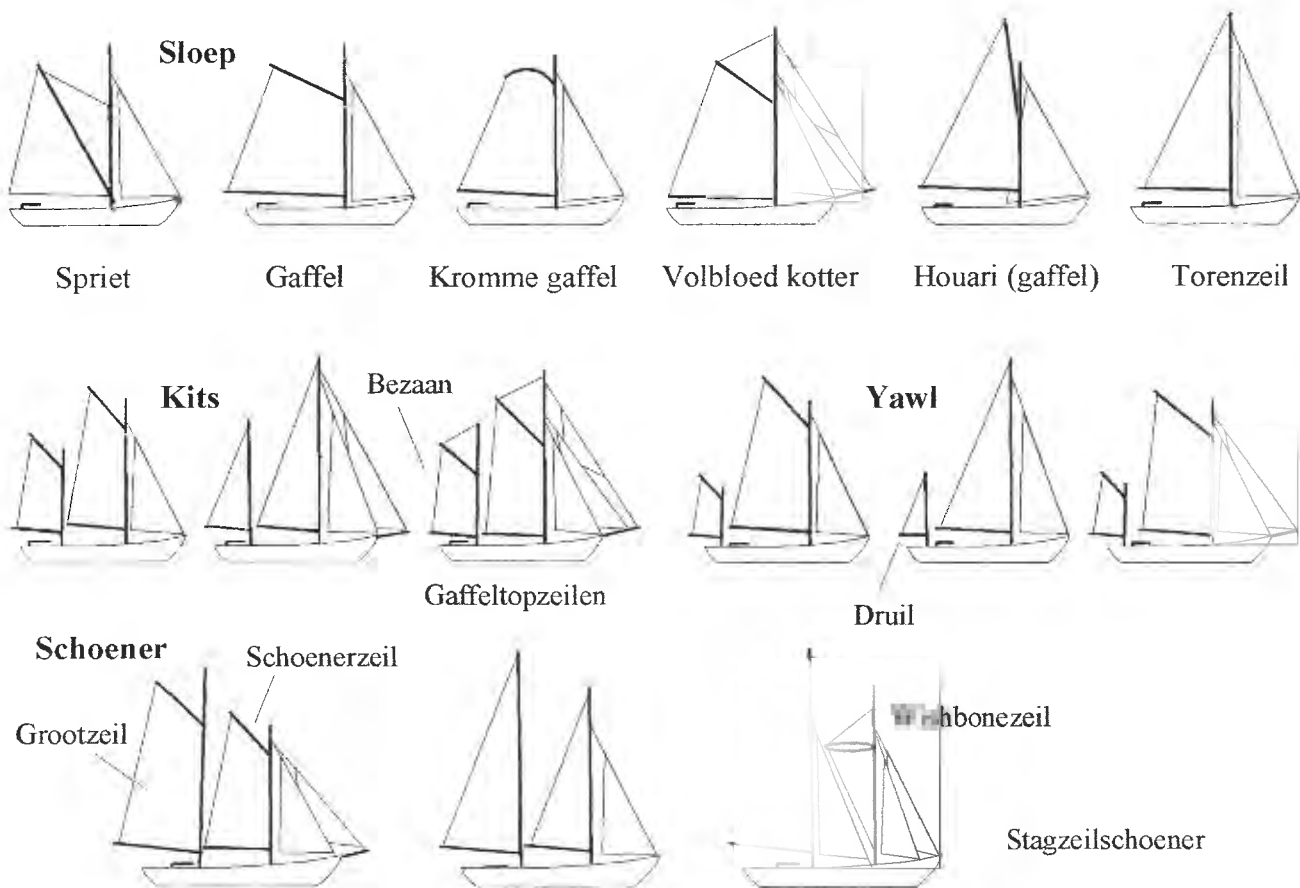 Sloep
Spriet
Gaffel
Kromme gaffel
Volbloed kotter
Houari (gaffel)
Torenzeil
Kits
Bezaan
Yawl
Gaffeltopzeilen
Druil
Schoener
Schoenerzeil
Grootzeil
Stagzeilschoener